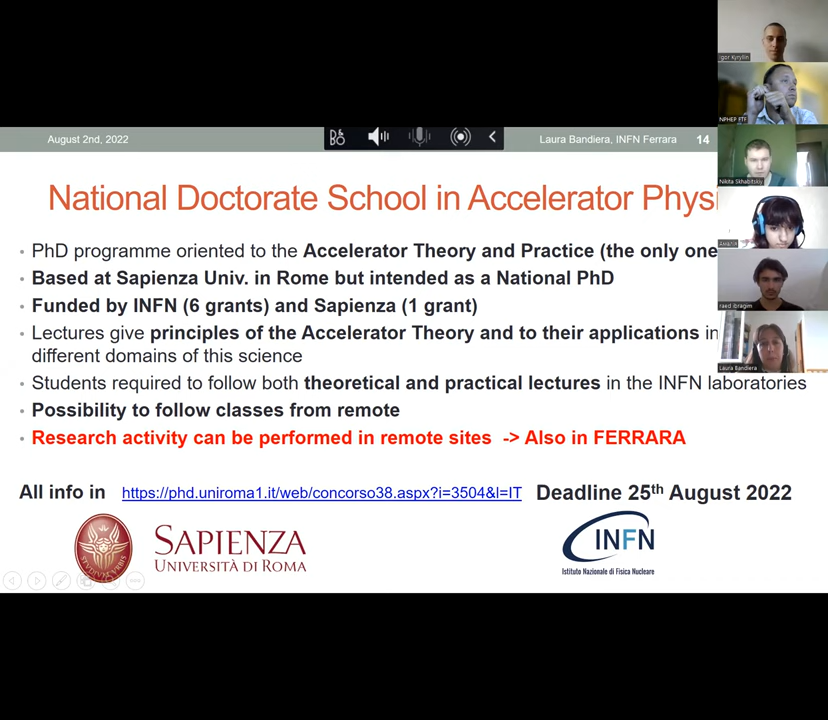 August 2nd, 2022
Laura Bandiera, INFN Ferrara
14
National Doctorate School in Accelerator Phys
• PhD programme oriented to the Accelerator Theory and Practice (the only one
• Based at Sapienza Univ. in Rome but intended as a National PhD
• Funded by INFN (6 grants) and Sapienza (1 grant)
• Lectures give principles of the Accelerator Theory and to their applications in
different domains of this science
• Students required to follow both theoretical and practical lectures in the INFN laboratories
• Possibility to follow classes from remote
• Research activity can be performed in remote sites -> Also in FERRARA
All info in https://phd.uniroma1.it/web/concorso38.aspx?i=3504&l=IT Deadline 25th August 2022
SAPIENZA
UNIVERSITÀ DI ROMA
INFN
Istituto Nazionale di Fisica Nucleare
Igor Kyryllin
NPHEP FTF
Nikita Skhabitskiy
raed ibragim
Laura Bandiera